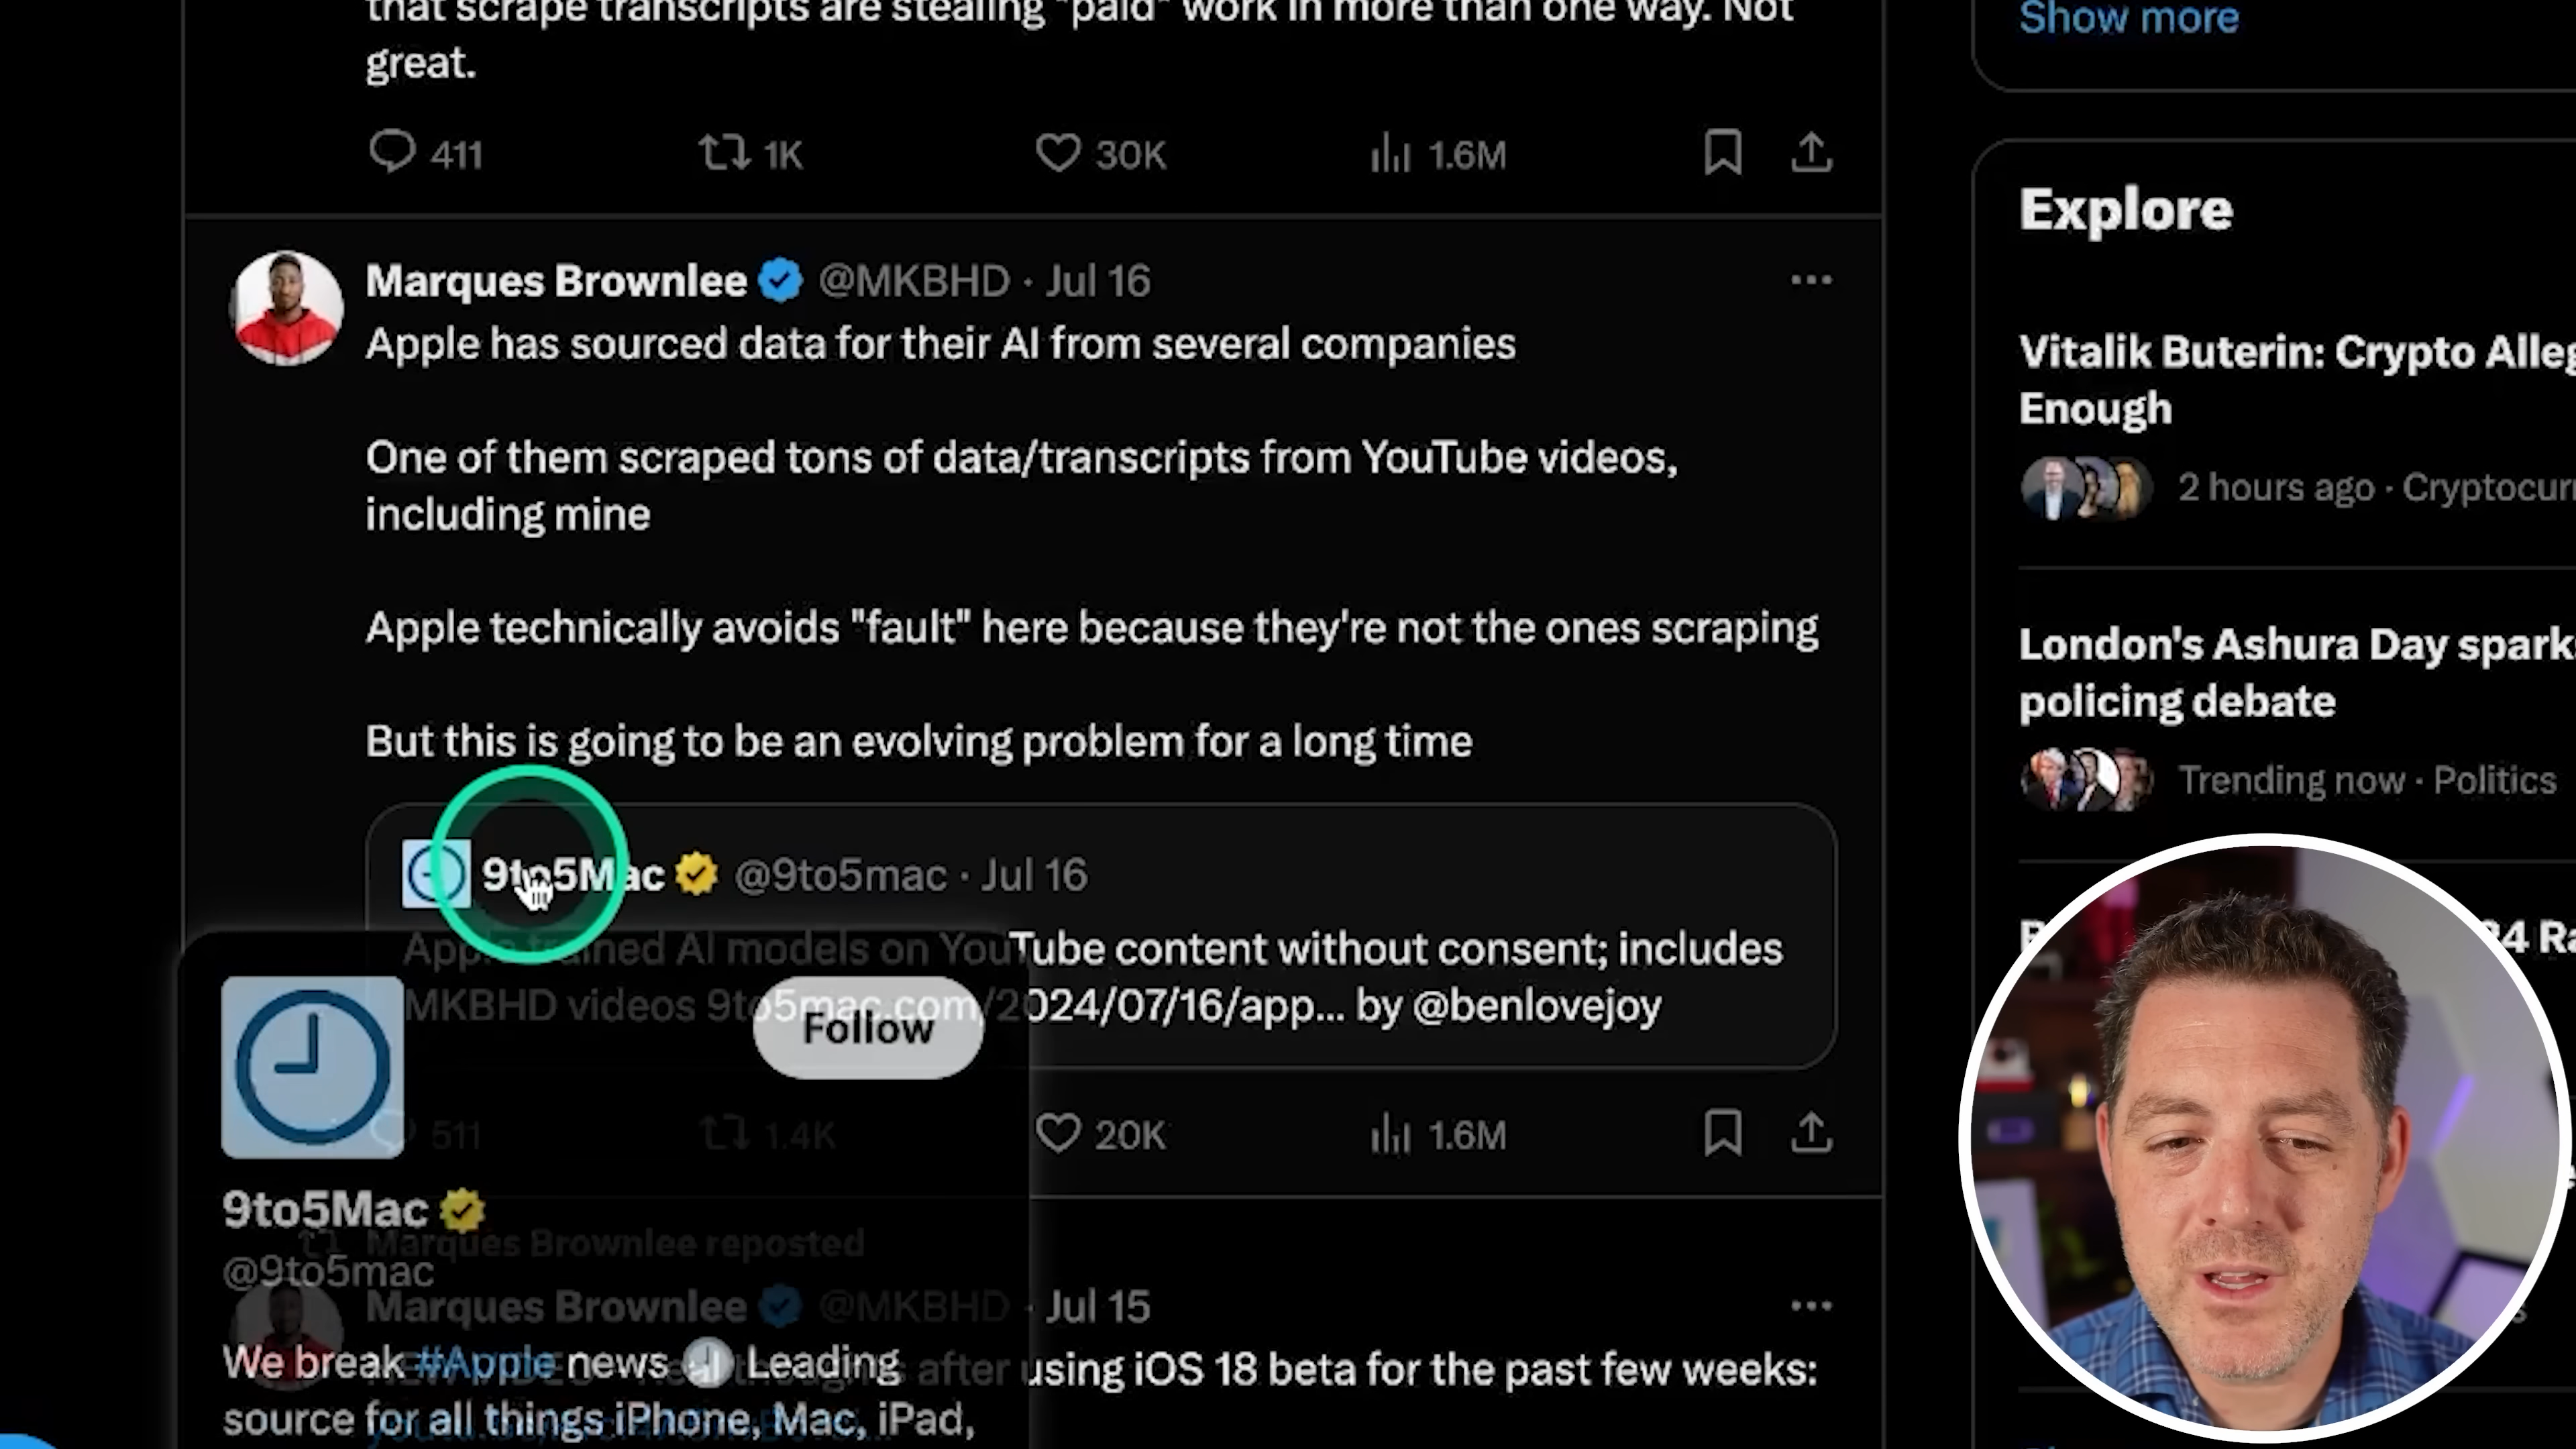 that scrape transcripts are stealing "paid" work in more than one way. Not
great.
411 1K 30K 1.6M
Marques Brownlee @MKBHD · Jul 16
Apple has sourced data for their AI from several companies
One of them scraped tons of data/transcripts from YouTube videos,
including mine
Apple technically avoids "fault" here because they're not the ones scraping
But this is going to be an evolving problem for a long time
9to5Mac @9to5mac · Jul 16
Apple trained AI models on YouTube content without consent; includes
MKBHD videos 9to5mac.com/2024/07/16/app... by @benlovejoy
511 1.4K 20K 1.6M
Follow
9to5Mac
@9to5mac
We break #Apple news Leading
source for all things iPhone, Mac, iPad,
Marques Brownlee reposted
Marques Brownlee @MKBHD · Jul 15
after using iOS 18 beta for the past few weeks:
Show more
Explore
Vitalik Buterin: Crypto Alleg
Enough
2 hours ago · Cryptocurr
London's Ashura Day spark
policing debate
Trending now · Politics